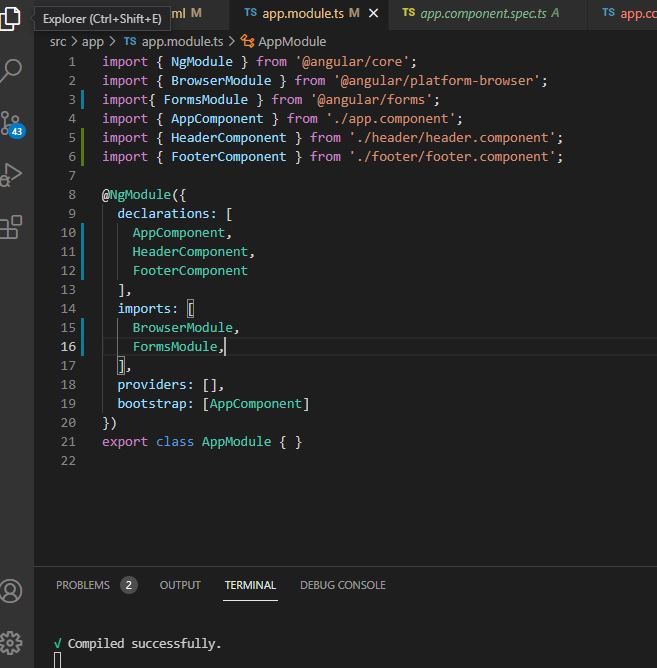 Explorer (Ctrl+Shift+E)
ml M
TS app.module.ts M ×
TS app.component.spec.ts A
TS app.cc
src > app > TS app.module.ts > AppModule
1 import { NgModule } from '@angular/core';
2 import { BrowserModule } from '@angular/platform-browser';
3 import{ FormsModule } from '@angular/forms';
4 import { AppComponent } from './app.component';
5 import { HeaderComponent } from './header/header.component';
6 import { FooterComponent } from './footer/footer.component';
7
8 @NgModule({
9 declarations: [
10 AppComponent,
11 HeaderComponent,
12 FooterComponent
13 ],
14 imports: [
15 BrowserModule,
16 FormsModule,
17 ],
18 providers: [],
19 bootstrap: [AppComponent]
20 })
21 export class AppModule { }
22
43
PROBLEMS 2 OUTPUT TERMINAL DEBUG CONSOLE
√ Compiled successfully.